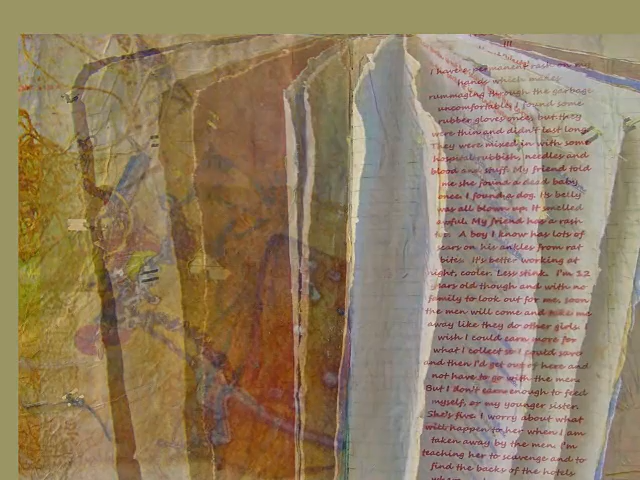 I have a permanent rash on my
hands which makes
rummaging through the garbage
uncomfortable, I found some
rubber gloves once, but they
were thin and didn't last long.
They were mixed in with some
hospital rubbish, needles and
blood and stuff. My friend told
me she found a dead baby
once. I found a dog. It's belly
was all blown up. It smelled
awful. My friend has a rash
too. A boy I know has lots of
scars on his ankles from rat
bites. It's better working at
night, cooler. Less stink. I'm 12
years old though and with no
family to look out for me, soon
the men will come and take me
away like they do other girls. I
wish I could earn more for
what I collect so I could save
and then I'd get out of here and
not have to go with the men.
But I don't earn enough to feed
myself, or my younger sister.
She's five. I worry about what
will happen to her when I am
taken away by the men. I'm
teaching her to scavenge and to
find the backs of the hotels